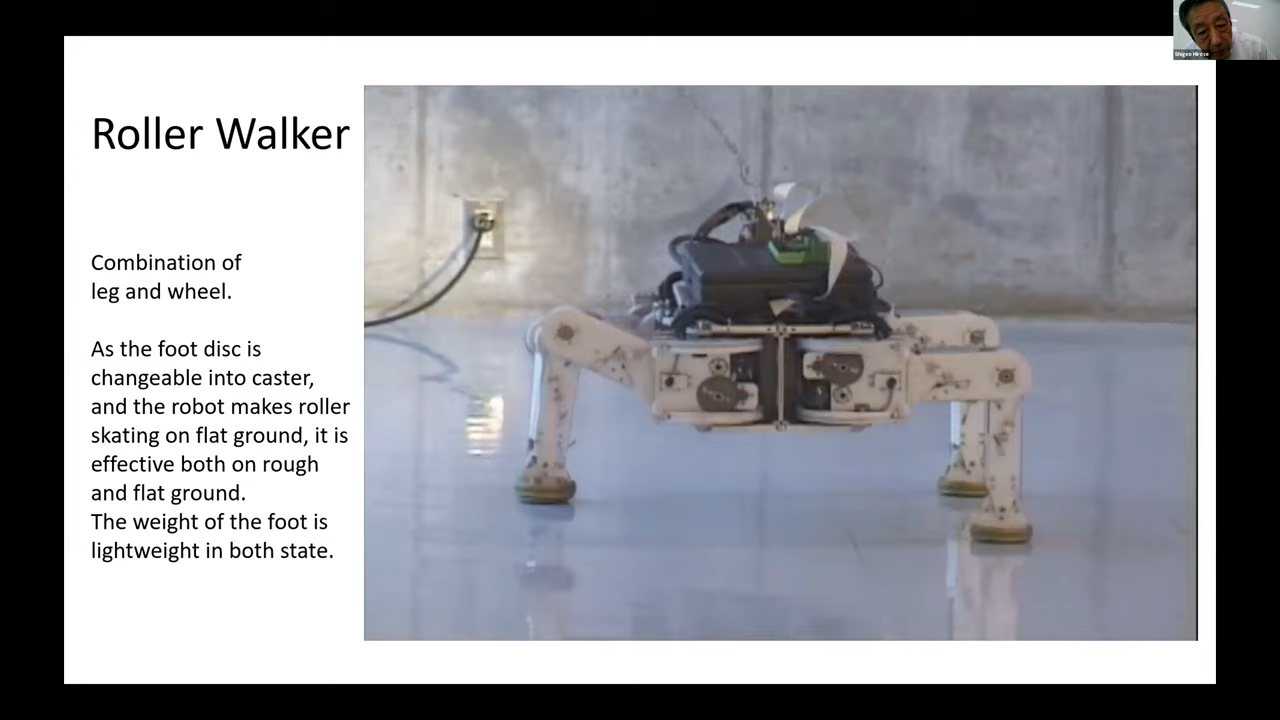 Shigeo Hirose
Roller Walker
Combination of
leg and wheel.
As the foot disc is
changeable into caster,
and the robot makes roller
skating on flat ground, it is
effective both on rough
and flat ground.
The weight of the foot is
lightweight in both state.